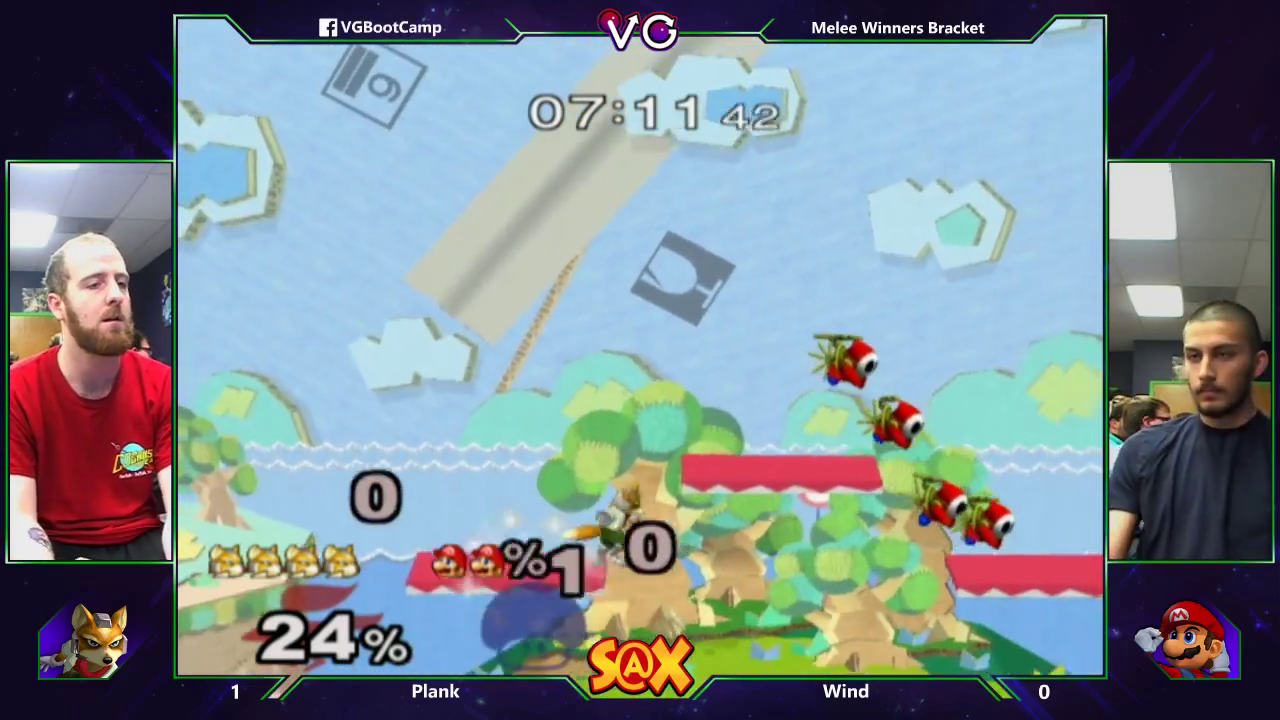 VGBootCamp
VG
Melee Winners Bracket
07:11 42
0
0
%
1
24%
S@X
1
Plank
Wind
0